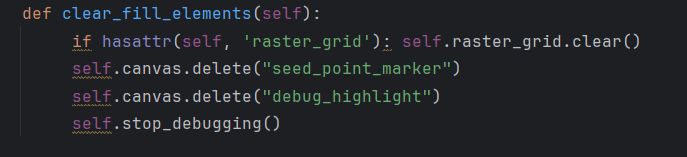 def clear_fill_elements(self):
    if hasattr(self, 'raster_grid'): self.raster_grid.clear()
    self.canvas.delete("seed_point_marker")
    self.canvas.delete("debug_highlight")
    self.stop_debugging()